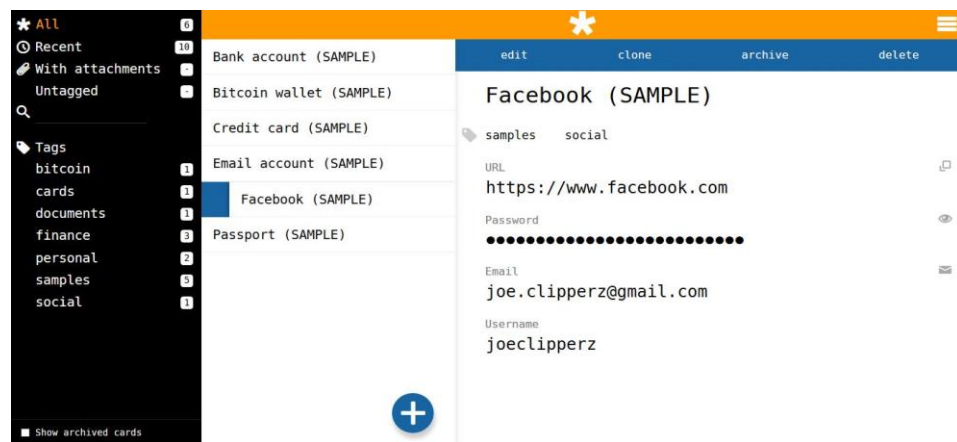 All 6
Recent 10
With attachments -
Untagged -
Tags
bitcoin 1
cards 1
documents 1
finance 3
personal 2
samples 5
social 1
Show archived cards
Bank account (SAMPLE)
Bitcoin wallet (SAMPLE)
Credit card (SAMPLE)
Email account (SAMPLE)
Facebook (SAMPLE)
Passport (SAMPLE)
edit clone archive delete
Facebook (SAMPLE)
samples social
URL
https://www.facebook.com
Password
●●●●●●●●●●●●●●●●●●●●●●●●●●
Email
joe.clipperz@gmail.com
Username
joeclipperz